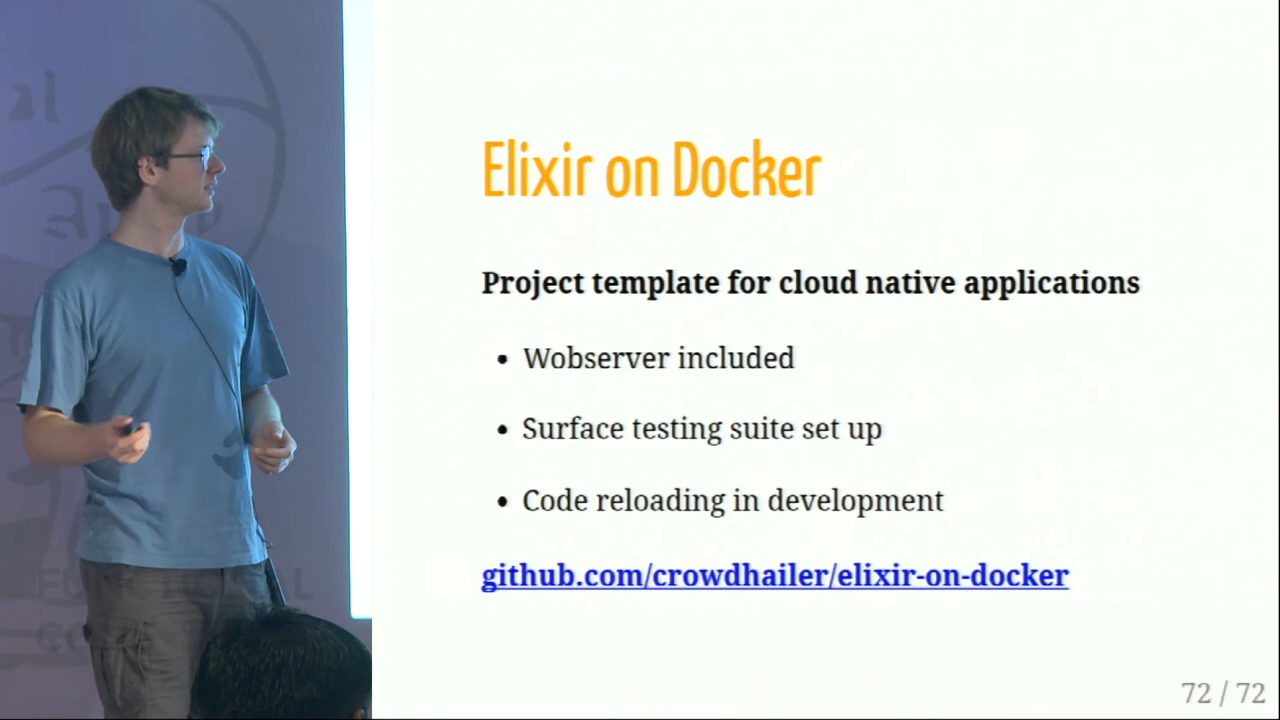 Elixir on Docker
Project template for cloud native applications
• Wobserver included
• Surface testing suite set up
• Code reloading in development
github.com/crowdhailer/elixir-on-docker
72 / 72